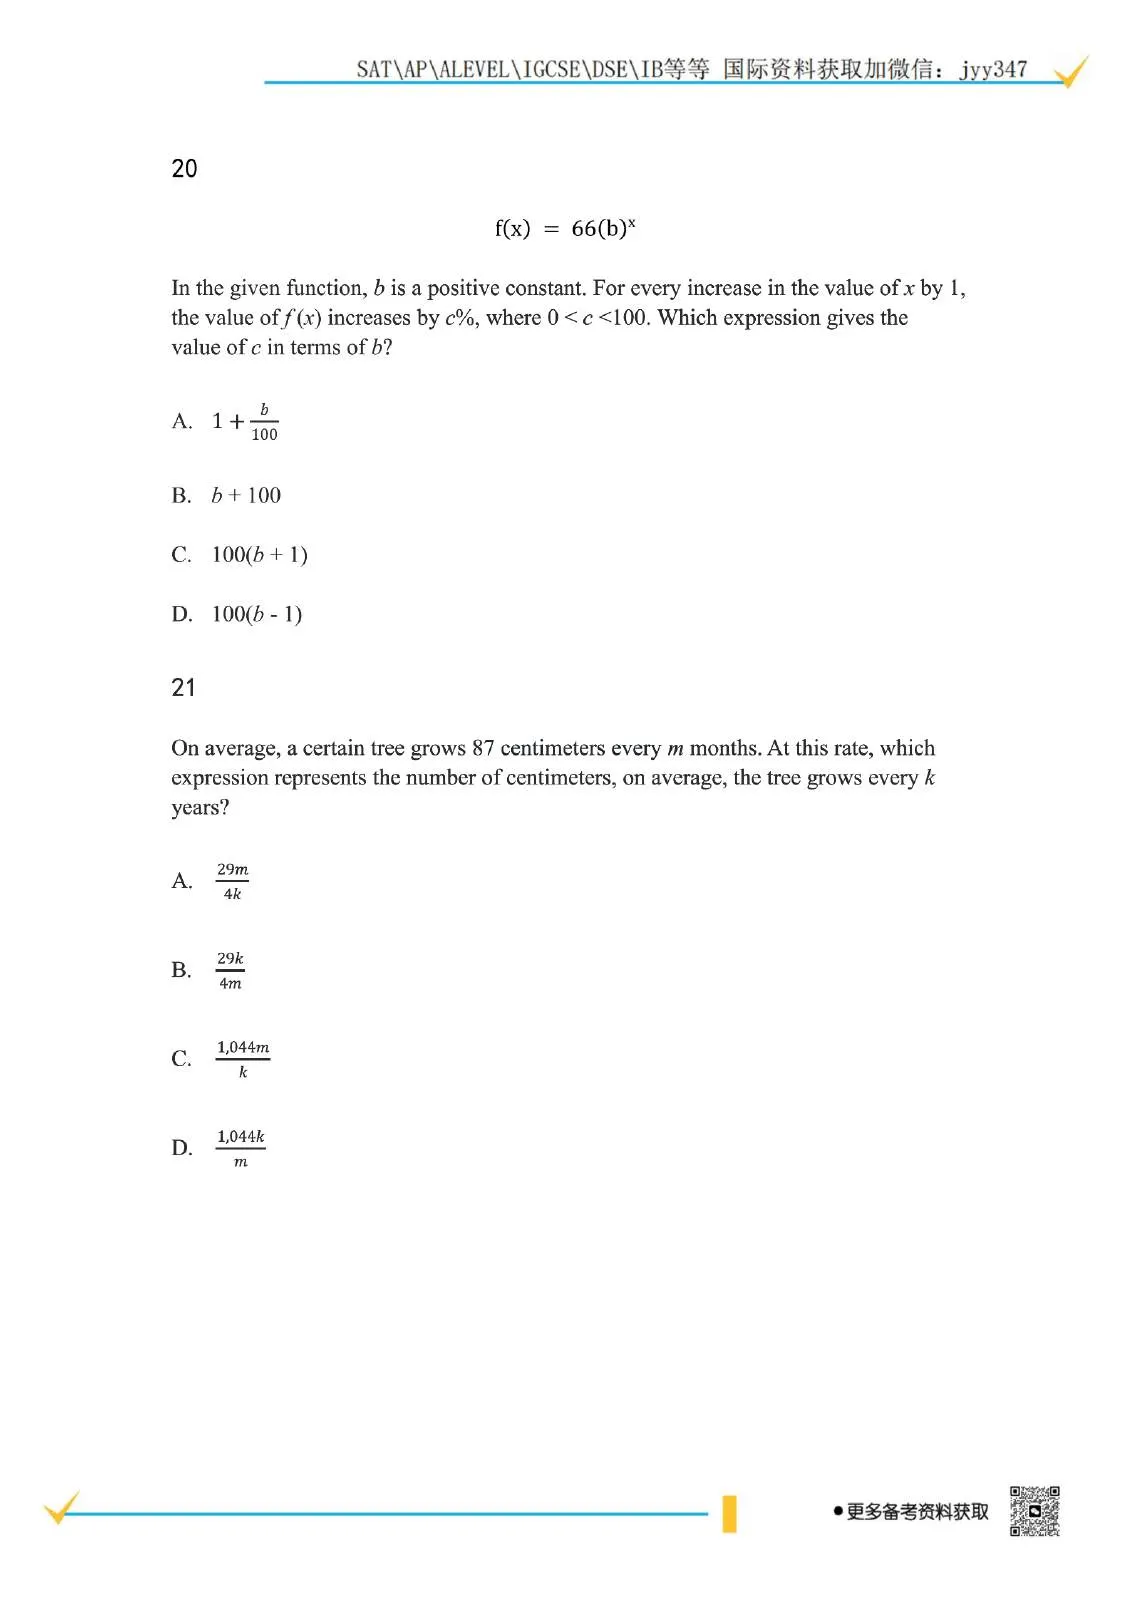 SAT\AP\ALEVEL\IGCSE\DSE\IB等等 国际资料获取加微信：jyy347
20
f(x) = 66(b)ˣ
In the given function, b is a positive constant. For every increase in the value of x by 1,
the value of f (x) increases by c%, where 0 < c <100. Which expression gives the
value of c in terms of b?
A. 1 + b/100
B. b + 100
C. 100(b + 1)
D. 100(b - 1)
21
On average, a certain tree grows 87 centimeters every m months. At this rate, which
expression represents the number of centimeters, on average, the tree grows every k
years?
A. 29m/4k
B. 29k/4m
C. 1,044m/k
D. 1,044k/m
●更多备考资料获取